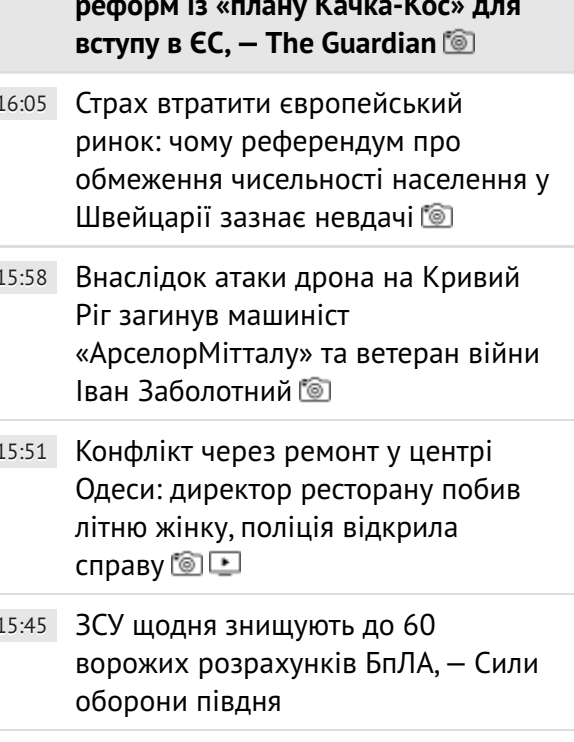 реформ із «плану Качка-Кос» для
вступу в ЄС, — The Guardian
16:05 Страх втратити європейський
ринок: чому референдум про
обмеження чисельності населення у
Швейцарії зазнає невдачі
15:58 Внаслідок атаки дрона на Кривий
Ріг загинув машиніст
«АрселорМітталу» та ветеран війни
Іван Заболотний
15:51 Конфлікт через ремонт у центрі
Одеси: директор ресторану побив
літню жінку, поліція відкрила
справу
15:45 ЗСУ щодня знищують до 60
ворожих розрахунків БпЛА, — Сили
оборони півдня